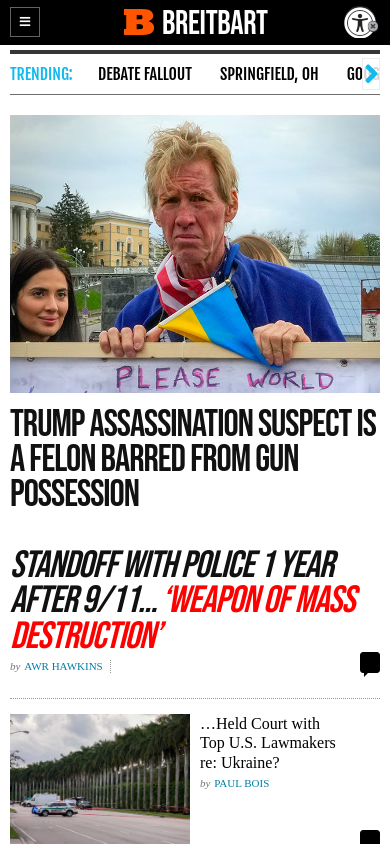 BREITBART
TRENDING: DEBATE FALLOUT SPRINGFIELD, OH GO
PLEASE WORLD
TRUMP ASSASSINATION SUSPECT IS
A FELON BARRED FROM GUN
POSSESSION
STANDOFF WITH POLICE 1 YEAR
AFTER 9/11… ‘WEAPON OF MASS
DESTRUCTION’
by AWR HAWKINS
…Held Court with
Top U.S. Lawmakers
re: Ukraine?
by PAUL BOIS